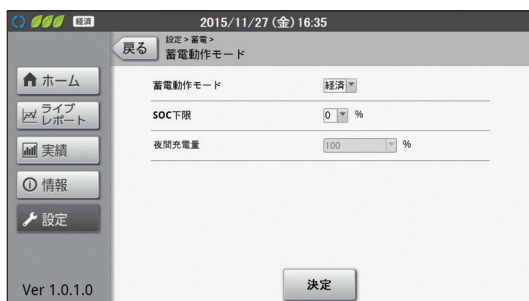 経済 2015/11/27 (金) 16:35
戻る
設定 > 蓄電 >
蓄電動作モード
ホーム
ライブ
レポート
実績
情報
設定
蓄電動作モード 経済
SOC下限 0 %
夜間充電量 100 %
決定
Ver 1.0.1.0